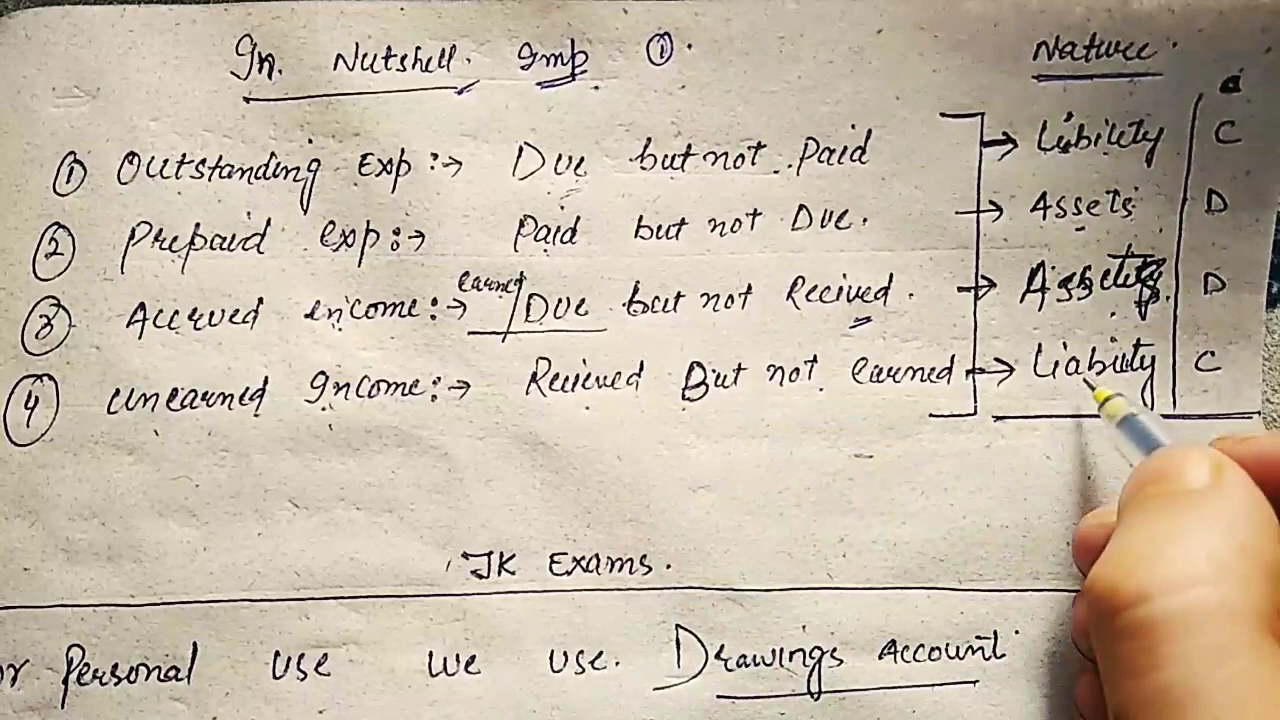 In. Nutshell. Imp ①. Nature.
① Outstanding Exp :→ Due but not Paid → Libility C
② Prepaid exp:→ Paid but not Due. → Assets D
③ Accrued income:→ earned/Due but not Recived. → Assets. D
④ unearned Income:→ Recieved But not earned → Liability C
JK Exams.
Personal use we use. Drawings Account